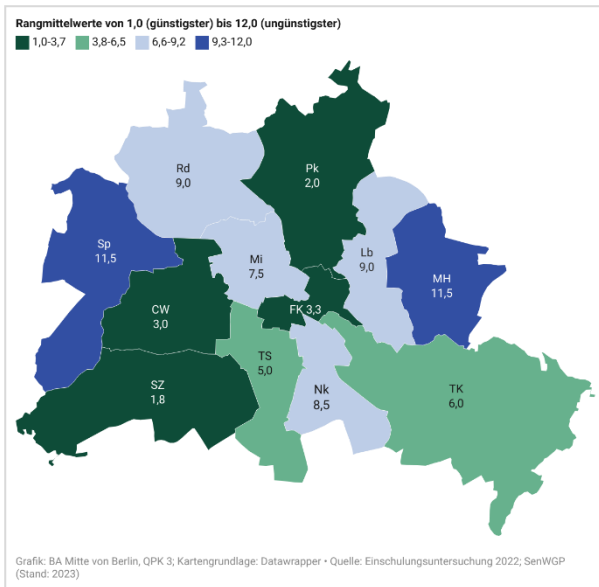 Rangmittelwerte von 1,0 (günstigster) bis 12,0 (ungünstigster)
1,0-3,7 3,8-6,5 6,6-9,2 9,3-12,0
Rd
9,0
Pk
2,0
Sp
11,5
Mi
7,5
Lb
9,0
MH
11,5
CW
3,0
FK 3,3
TS
5,0
SZ
1,8
Nk
8,5
TK
6,0
Grafik: BA Mitte von Berlin, QPK 3; Kartengrundlage: Datawrapper • Quelle: Einschulungsuntersuchung 2022; SenWGP
(Stand: 2023)